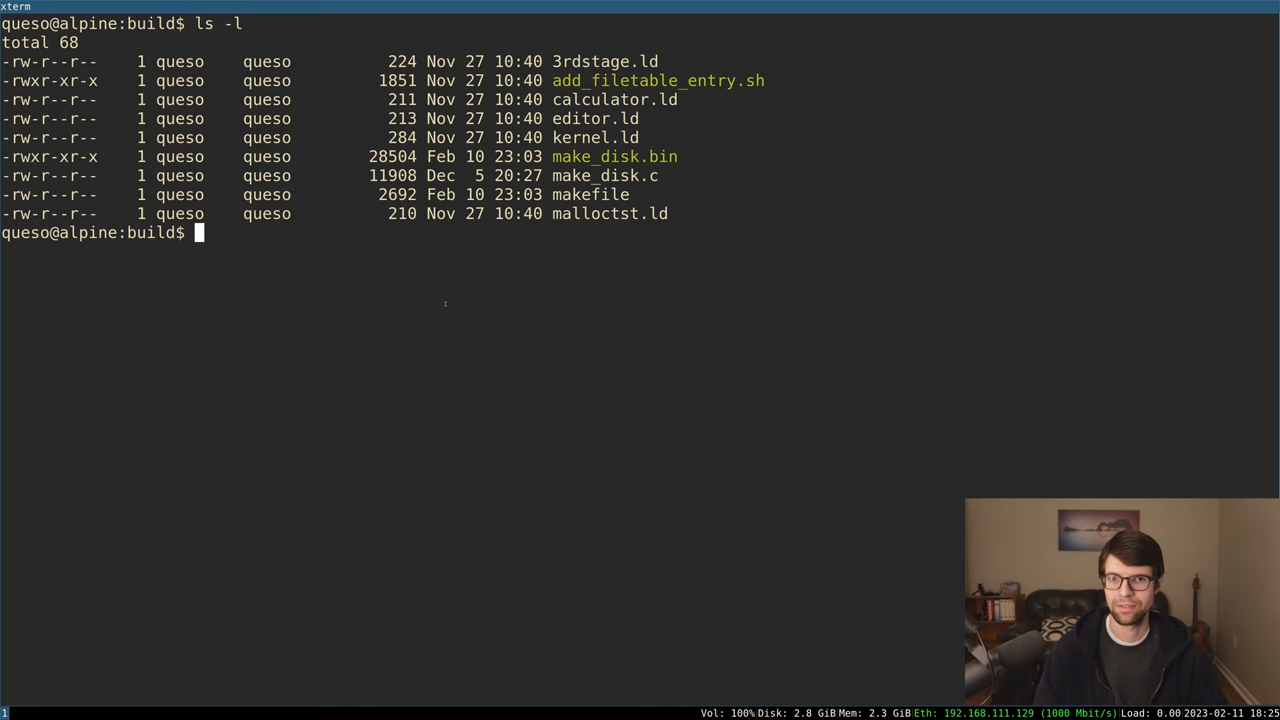 xterm
queso@alpine:build$ ls -l
total 68
-rw-r--r-- 1 queso queso 224 Nov 27 10:40 3rdstage.ld
-rwxr-xr-x 1 queso queso 1851 Nov 27 10:40 add_filetable_entry.sh
-rw-r--r-- 1 queso queso 211 Nov 27 10:40 calculator.ld
-rw-r--r-- 1 queso queso 213 Nov 27 10:40 editor.ld
-rw-r--r-- 1 queso queso 284 Nov 27 10:40 kernel.ld
-rwxr-xr-x 1 queso queso 28504 Feb 10 23:03 make_disk.bin
-rw-r--r-- 1 queso queso 11908 Dec 5 20:27 make_disk.c
-rw-r--r-- 1 queso queso 2692 Feb 10 23:03 makefile
-rw-r--r-- 1 queso queso 210 Nov 27 10:40 malloctst.ld
queso@alpine:build$
1 Vol: 100% Disk: 2.8 GiB Mem: 2.3 GiB Eth: 192.168.111.129 (1000 Mbit/s) Load: 0.00 2023-02-11 18:25